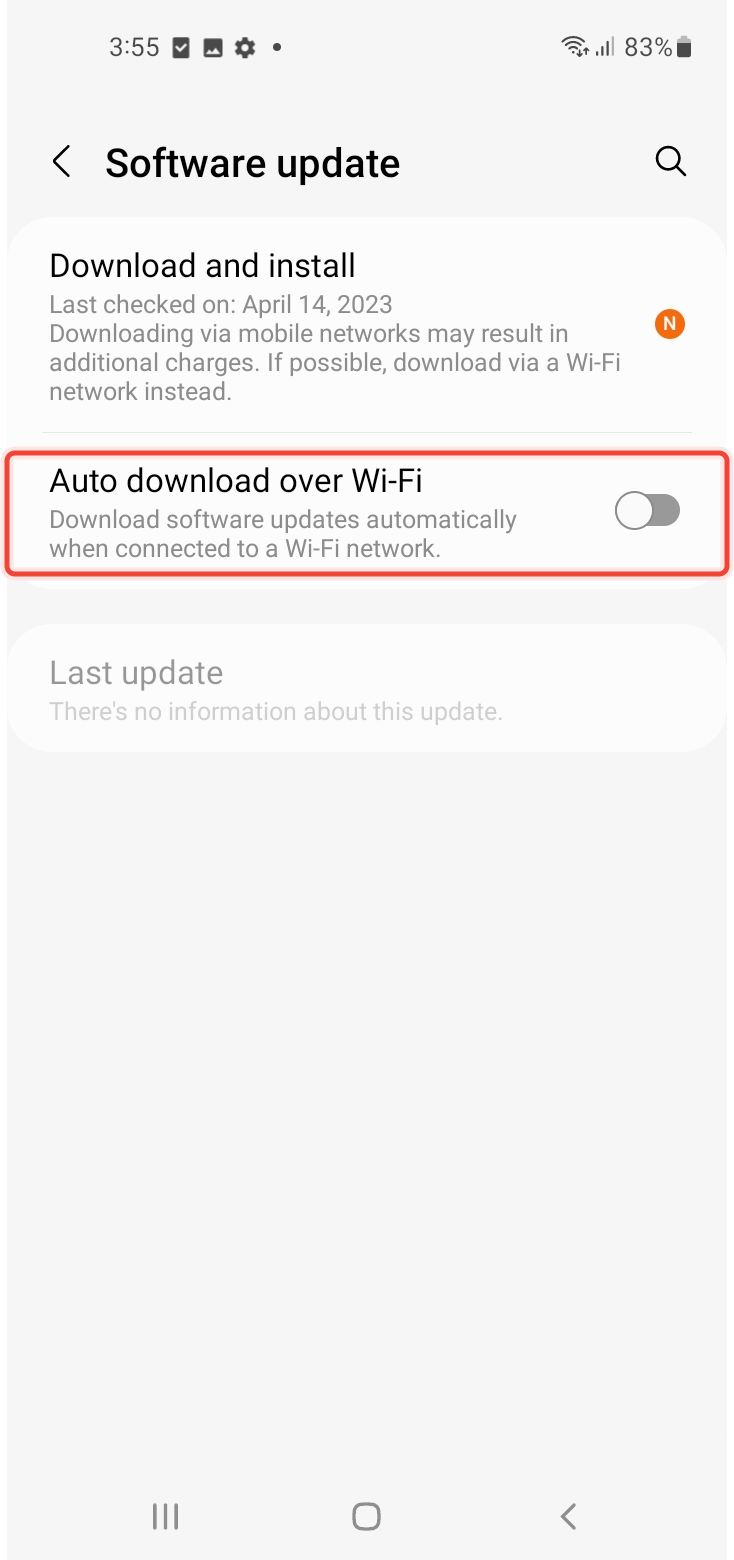 3:55 83%
Software update
Download and install
Last checked on: April 14, 2023
Downloading via mobile networks may result in
additional charges. If possible, download via a Wi-Fi
network instead.
N
Auto download over Wi-Fi
Download software updates automatically
when connected to a Wi-Fi network.
Last update
There's no information about this update.